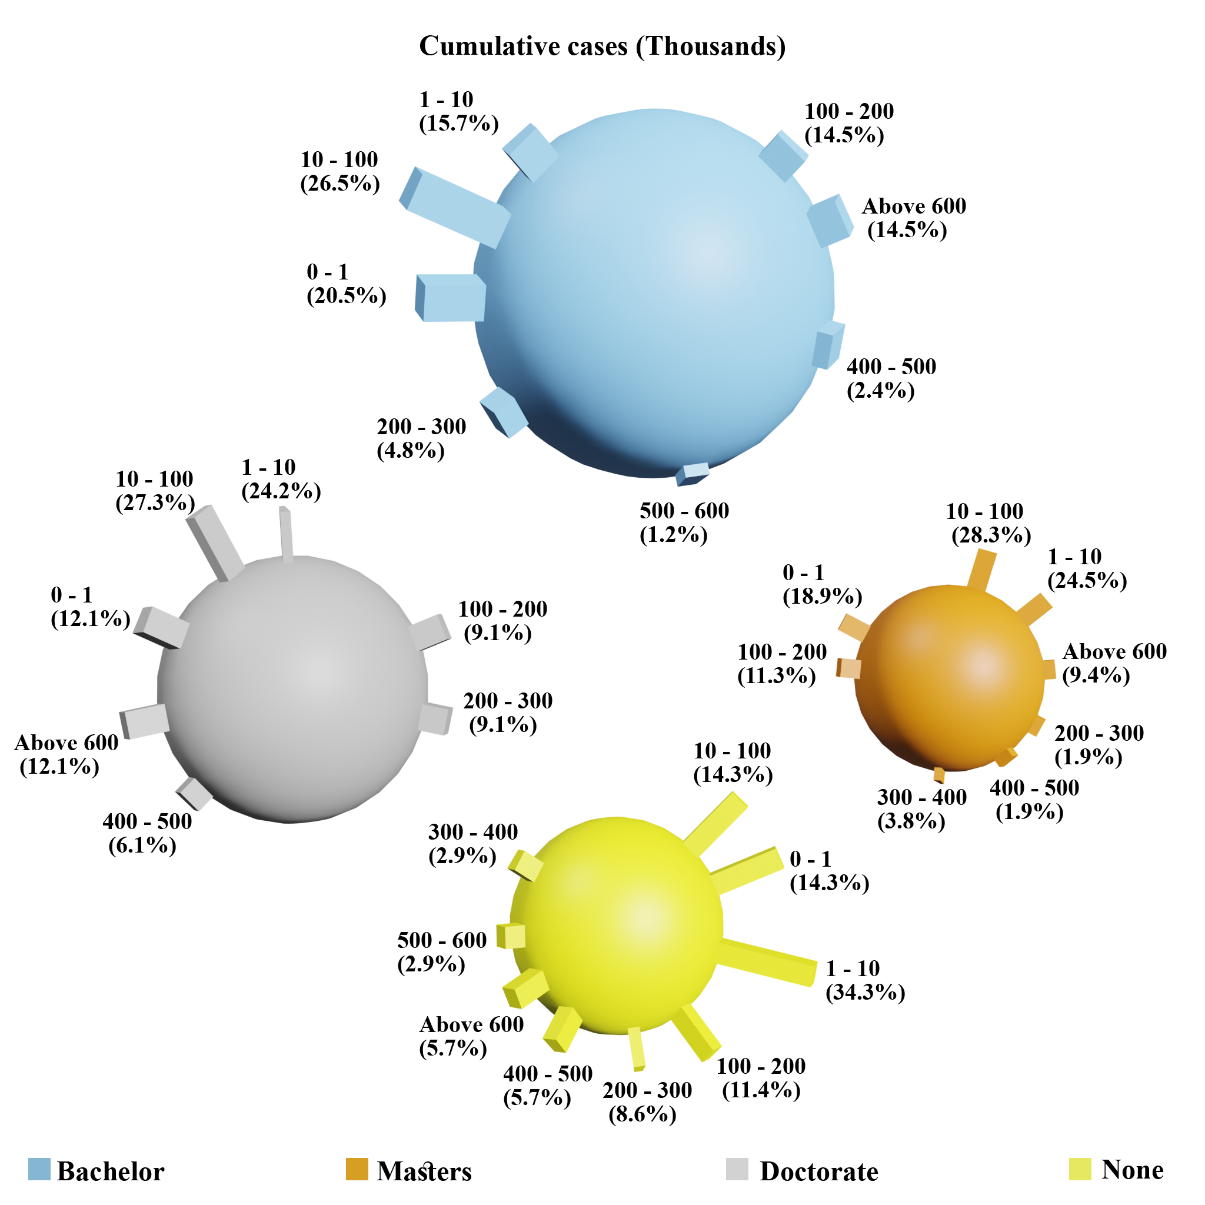 Cumulative cases (Thousands)
1 - 10
(15.7%)
100 - 200
(14.5%)
10 - 100
(26.5%)
Above 600
(14.5%)
0 - 1
(20.5%)
400 - 500
(2.4%)
200 - 300
(4.8%)
500 - 600
(1.2%)
10 - 100
(27.3%)
1 - 10
(24.2%)
0 - 1
(12.1%)
100 - 200
(9.1%)
200 - 300
(9.1%)
Above 600
(12.1%)
400 - 500
(6.1%)
10 - 100
(28.3%)
1 - 10
(24.5%)
0 - 1
(18.9%)
100 - 200
(11.3%)
Above 600
(9.4%)
200 - 300
(1.9%)
400 - 500
(1.9%)
300 - 400
(3.8%)
10 - 100
(14.3%)
300 - 400
(2.9%)
0 - 1
(14.3%)
500 - 600
(2.9%)
1 - 10
(34.3%)
Above 600
(5.7%)
400 - 500
(5.7%)
200 - 300
(8.6%)
100 - 200
(11.4%)
Bachelor
Masters
Doctorate
None